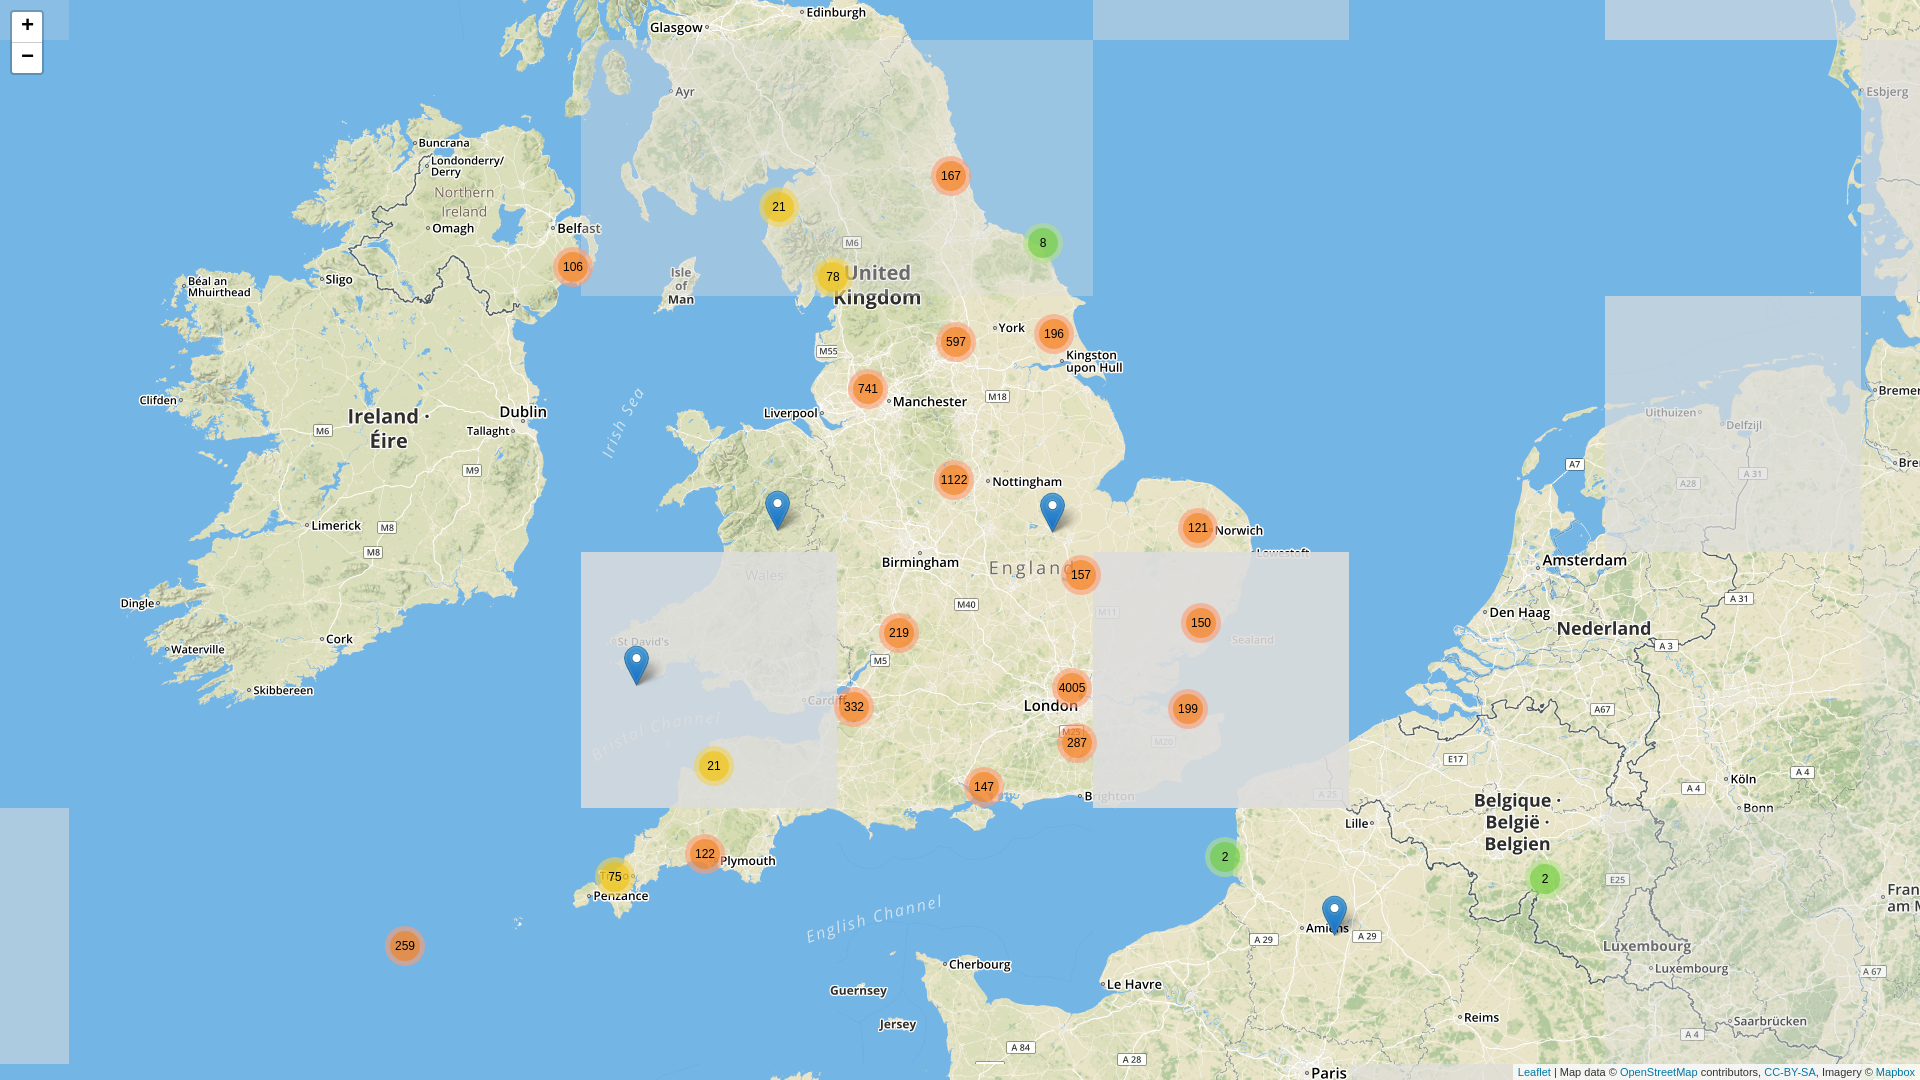 +
−
Edinburgh
Glasgow
Ayr
Esbjerg
Buncrana
Londonderry/
Derry
Northern
Ireland
Omagh
Belfast
167
21
8
M6
106
78
United
Kingdom
Isle
of
Man
Sligo
Béal an
Mhuirthead
York
196
597
M55
Kingston
upon Hull
741
Manchester
M18
Liverpool
Clifden
Dublin
Ireland ·
Éire
Tallaght
M6
M9
Irish Sea
Uithuizen
Delfzijl
Bremer
A7
A 31
A28
Bre
1122
Nottingham
121
Norwich
Lowestoft
Limerick
M8
M8
Birmingham
England
157
Wales
Amsterdam
Dingle
M40
M11
A 31
Den Haag
Nederland
150
219
St David's
Sealand
Cork
Waterville
M5
A 3
Skibbereen
4005
London
Cardiff
332
199
A67
Bristol Channel
M25
287
M20
E17
21
147
Brighton
A 25
Köln
A 4
A 4
Bonn
Belgique ·
België ·
Belgien
Lille
122
Plymouth
2
75
Penzance
2
E25
Fran
am M
English Channel
259
Amiens
A 29
A 29
Luxembourg
Luxembourg
A 67
Cherbourg
Guernsey
Le Havre
Jersey
Reims
Saarbrücken
A 4
A 84
A 28
Paris
Leaflet | Map data © OpenStreetMap contributors, CC-BY-SA, Imagery © Mapbox